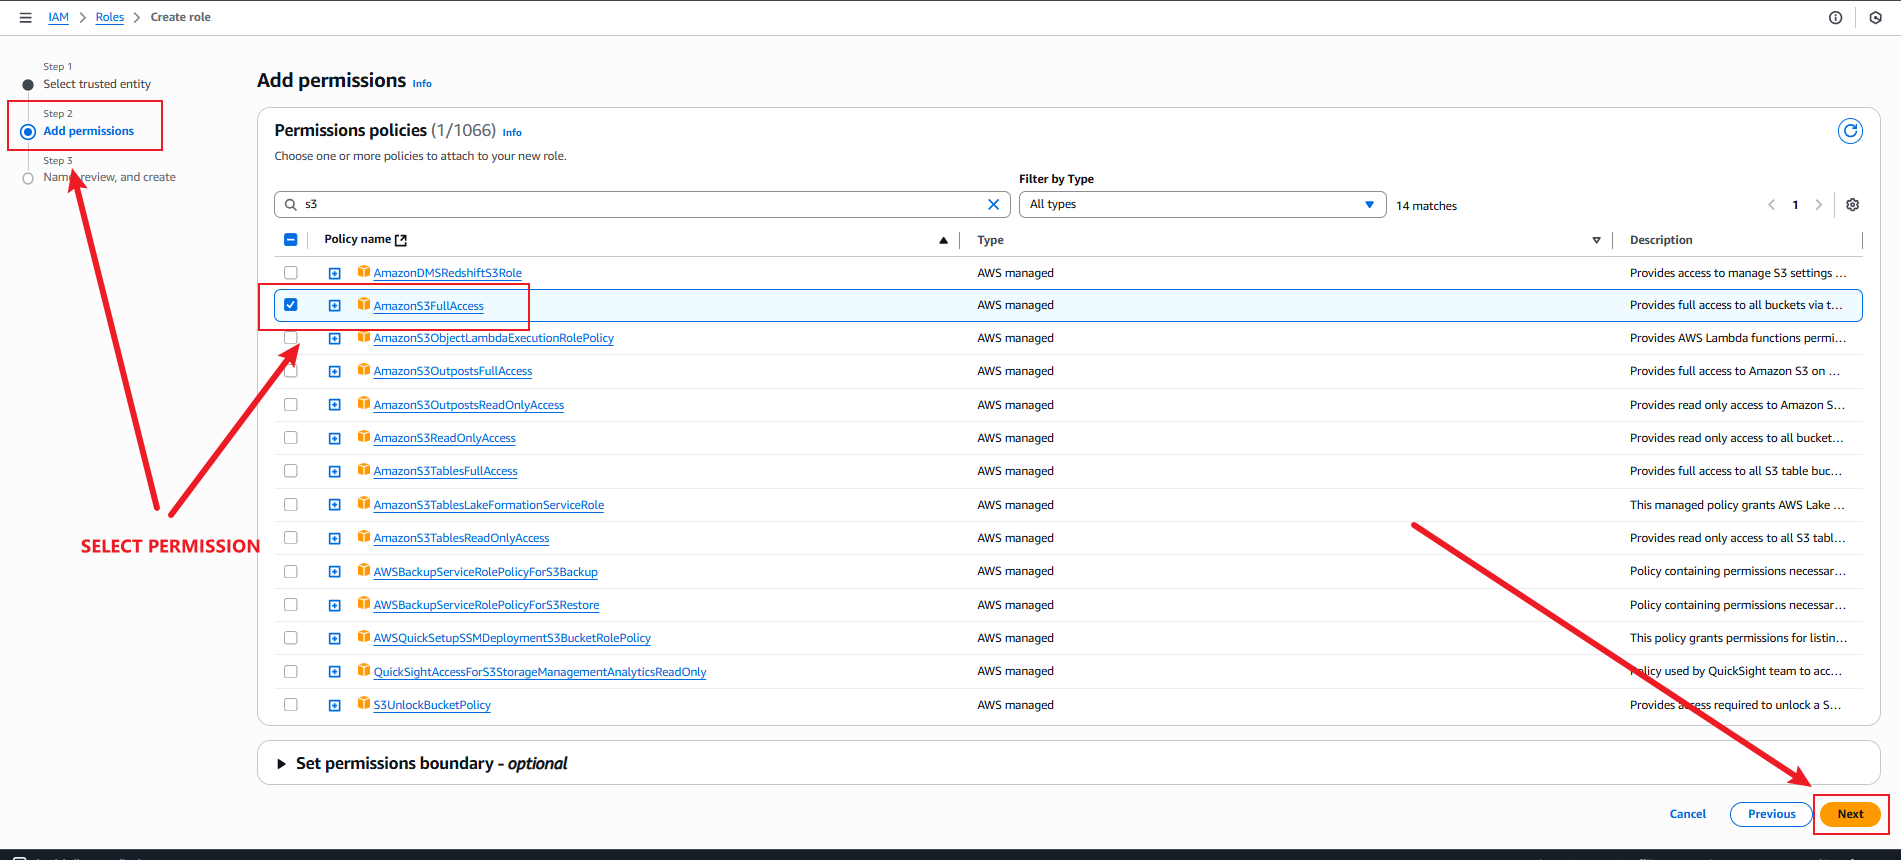 IAM > Roles > Create role
Step 1
Select trusted entity
Step 2
Add permissions
Step 3
Name, review, and create
SELECT PERMISSION
Add permissions Info
Permissions policies (1/1066) Info
Choose one or more policies to attach to your new role.
Filter by Type
s3
All types
14 matches
1
Policy name Type Description
AmazonDMSRedshiftS3Role AWS managed Provides access to manage S3 settings ...
AmazonS3FullAccess AWS managed Provides full access to all buckets via t...
AmazonS3ObjectLambdaExecutionRolePolicy AWS managed Provides AWS Lambda functions permi...
AmazonS3OutpostsFullAccess AWS managed Provides full access to Amazon S3 on ...
AmazonS3OutpostsReadOnlyAccess AWS managed Provides read only access to Amazon S...
AmazonS3ReadOnlyAccess AWS managed Provides read only access to all bucket...
AmazonS3TablesFullAccess AWS managed Provides full access to all S3 table buc...
AmazonS3TablesLakeFormationServiceRole AWS managed This managed policy grants AWS Lake ...
AmazonS3TablesReadOnlyAccess AWS managed Provides read only access to all S3 tabl...
AWSBackupServiceRolePolicyForS3Backup AWS managed Policy containing permissions necessar...
AWSBackupServiceRolePolicyForS3Restore AWS managed Policy containing permissions necessar...
AWSQuickSetupSSMDeploymentS3BucketRolePolicy AWS managed This policy grants permissions for listin...
QuickSightAccessForS3StorageManagementAnalyticsReadOnly AWS managed Policy used by QuickSight team to acc...
S3UnlockBucketPolicy AWS managed Provides access required to unlock a S...
Set permissions boundary - optional
Cancel
Previous
Next